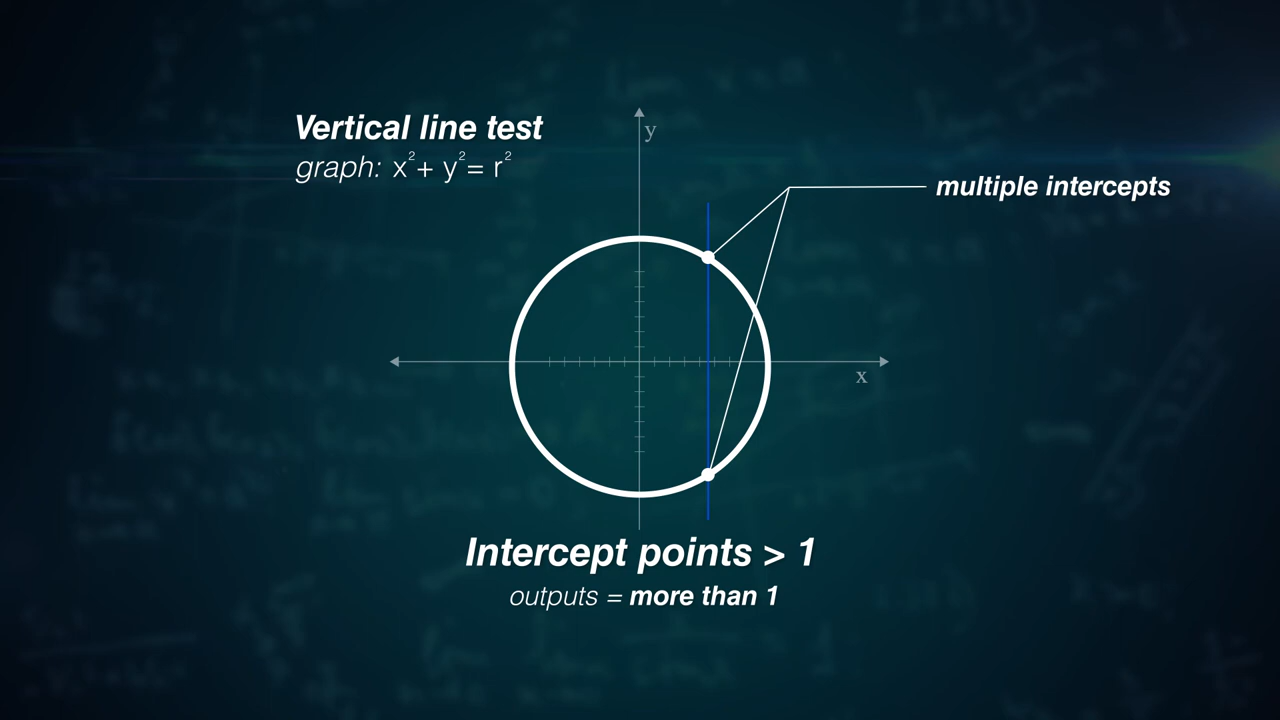 Vertical line test
graph: x²+ y²= r²
y
multiple intercepts
x
Intercept points > 1
outputs = more than 1